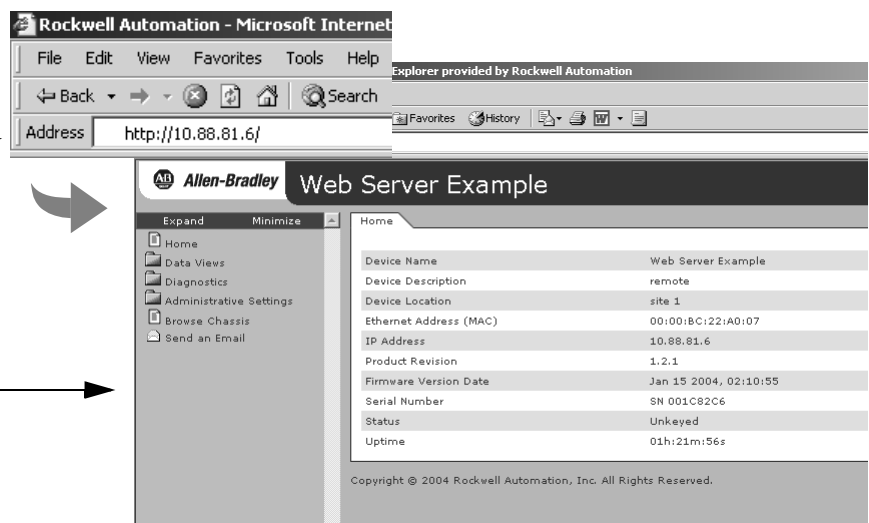 Rockwell Automation - Microsoft Internet
File Edit View Favorites Tools Help
Explorer provided by Rockwell Automation
Back Search
Favorites History
Address http://10.88.81.6/
AB Allen-Bradley Web Server Example
Expand Minimize
Home
Data Views
Diagnostics
Administrative Settings
Browse Chassis
Send an Email
Home
Device Name Web Server Example
Device Description remote
Device Location site 1
Ethernet Address (MAC) 00:00:BC:22:A0:07
IP Address 10.88.81.6
Product Revision 1.2.1
Firmware Version Date Jan 15 2004, 02:10:55
Serial Number SN 001C82C6
Status Unkeyed
Uptime 01h:21m:56s
Copyright © 2004 Rockwell Automation, Inc. All Rights Reserved.